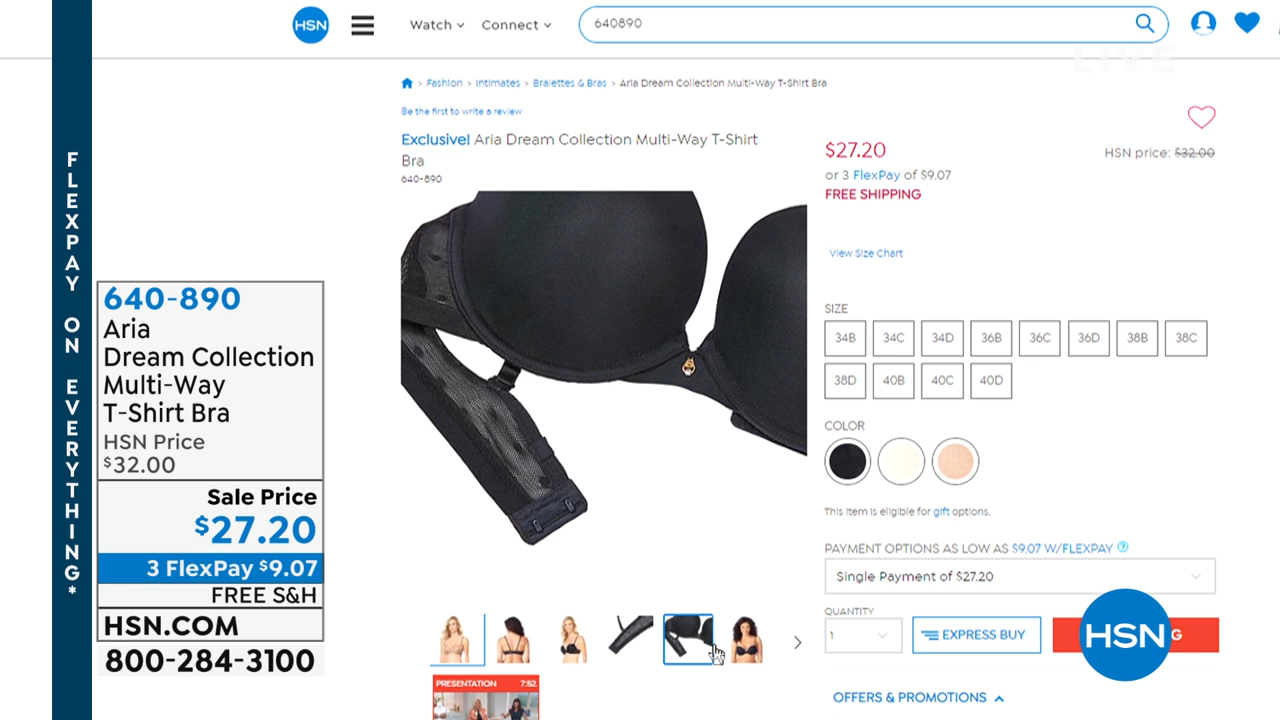 HSN
Watch
Connect
640890
LIVE
Fashion > Intimates > Bralettes & Bras > Aria Dream Collection Multi-Way T-Shirt Bra
Be the first to write a review
Exclusive! Aria Dream Collection Multi-Way T-Shirt
Bra
640-890
$27.20
HSN price: $32.00
or 3 FlexPay of $9.07
FREE SHIPPING
View Size Chart
SIZE
34B 34C 34D 36B 36C 36D 38B 38C
38D 40B 40C 40D
COLOR
This item is eligible for gift options.
PAYMENT OPTIONS AS LOW AS $9.07 W/FLEXPAY ?
Single Payment of $27.20
QUANTITY
1
EXPRESS BUY
G
HSN
OFFERS & PROMOTIONS
PRESENTATION 7:52
FLEXPAY ON EVERYTHING*
640-890
Aria
Dream Collection
Multi-Way
T-Shirt Bra
HSN Price
$32.00
Sale Price
$27.20
3 FlexPay $9.07
FREE S&H
HSN.COM
800-284-3100